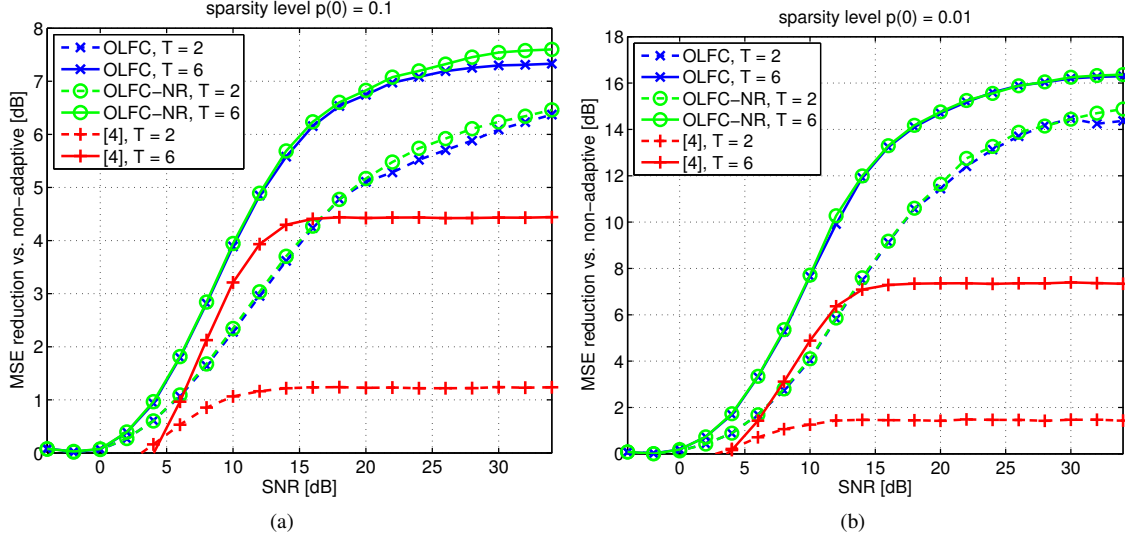 sparsity level p(0) = 0.1
8
7
6
5
4
3
2
1
0
MSE reduction vs. non-adaptive [dB]
OLFC, T = 2
OLFC, T = 6
OLFC−NR, T = 2
OLFC−NR, T = 6
[4], T = 2
[4], T = 6
0 5 10 15 20 25 30
SNR [dB]
(a)
sparsity level p(0) = 0.01
18
16
14
12
10
8
6
4
2
0
MSE reduction vs. non-adaptive [dB]
OLFC, T = 2
OLFC, T = 6
OLFC−NR, T = 2
OLFC−NR, T = 6
[4], T = 2
[4], T = 6
0 5 10 15 20 25 30
SNR [dB]
(b)